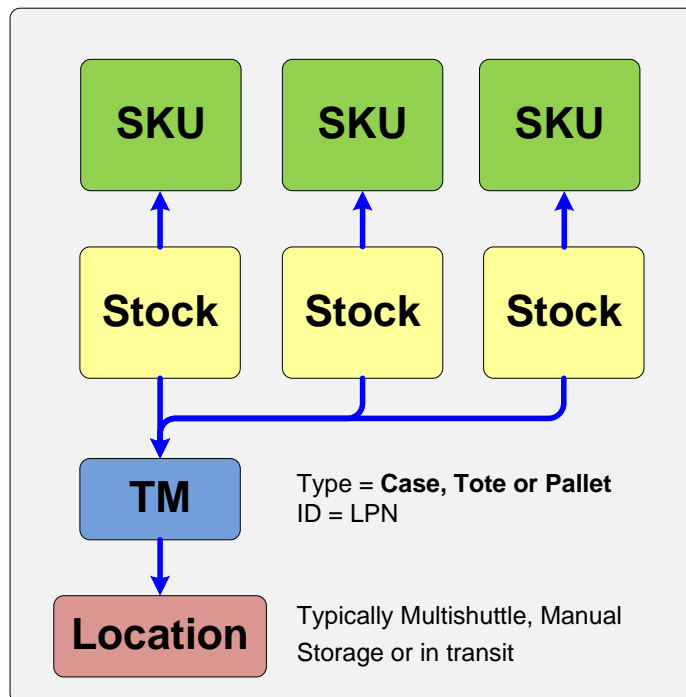 SKU
SKU
SKU
Stock
Stock
Stock
TM
Type = Case, Tote or Pallet
ID = LPN
Location
Typically Multishuttle, Manual
Storage or in transit